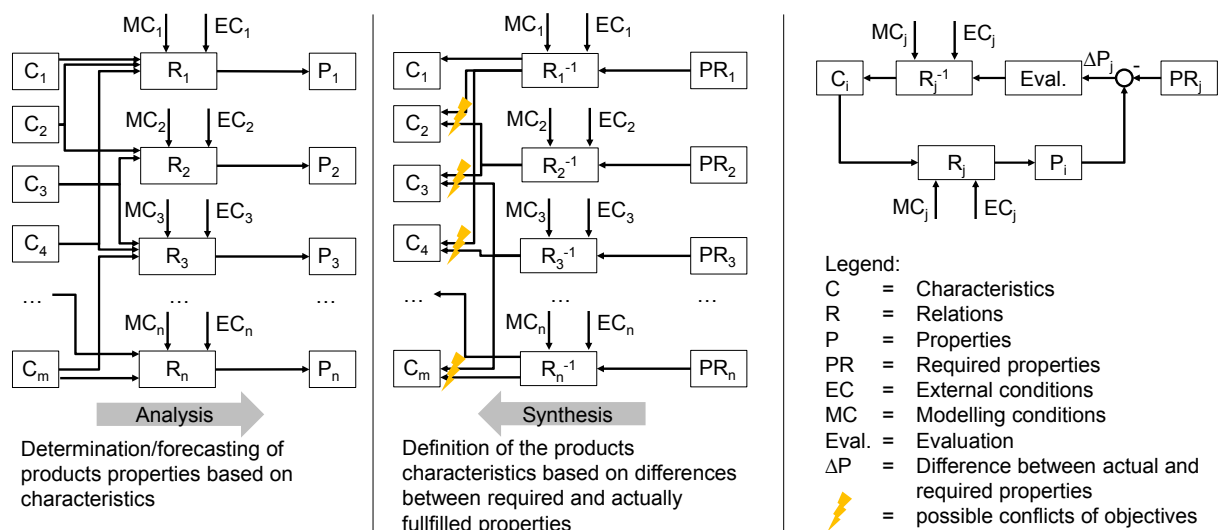 MC1 EC1
C1 R1 P1
C2
MC2 EC2
R2 P2
C3
MC3 EC3
C4 R3 P3
... ... ...
MCn ECn
Cm Rn Pn
Analysis
Determination/forecasting of
products properties based on
characteristics
MC1 EC1
C1 R1-1 PR1
C2
MC2 EC2
R2-1 PR2
C3
MC3 EC3
C4 R3-1 PR3
... ... ...
MCn ECn
Cm Rn-1 PRn
Synthesis
Definition of the products
characteristics based on differences
between required and actually
fullfilled properties
MCj ECj
Ci Rj-1 Eval. ΔPj - PRj
Rj Pi
MCj ECj
Legend:
C = Characteristics
R = Relations
P = Properties
PR = Required properties
EC = External conditions
MC = Modelling conditions
Eval. = Evaluation
ΔP = Difference between actual and
required properties
= possible conflicts of objectives